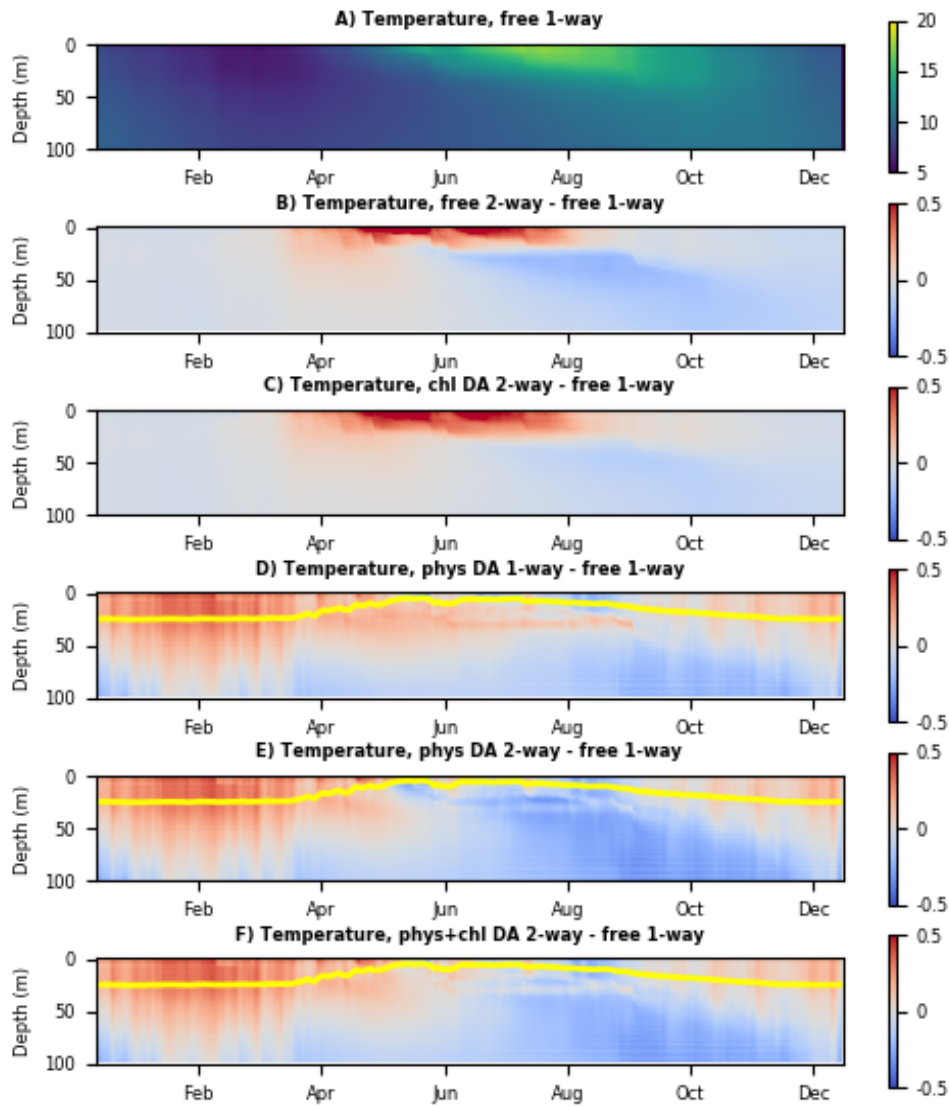 A) Temperature, free 1-way
Depth (m)
0
50
100
Feb Apr Jun Aug Oct Dec
20
15
10
5
B) Temperature, free 2-way - free 1-way
Depth (m)
0
50
100
Feb Apr Jun Aug Oct Dec
0.5
0
-0.5
C) Temperature, chl DA 2-way - free 1-way
Depth (m)
0
50
100
Feb Apr Jun Aug Oct Dec
0.5
0
-0.5
D) Temperature, phys DA 1-way - free 1-way
Depth (m)
0
50
100
Feb Apr Jun Aug Oct Dec
0.5
0
-0.5
E) Temperature, phys DA 2-way - free 1-way
Depth (m)
0
50
100
Feb Apr Jun Aug Oct Dec
0.5
0
-0.5
F) Temperature, phys+chl DA 2-way - free 1-way
Depth (m)
0
50
100
Feb Apr Jun Aug Oct Dec
0.5
0
-0.5